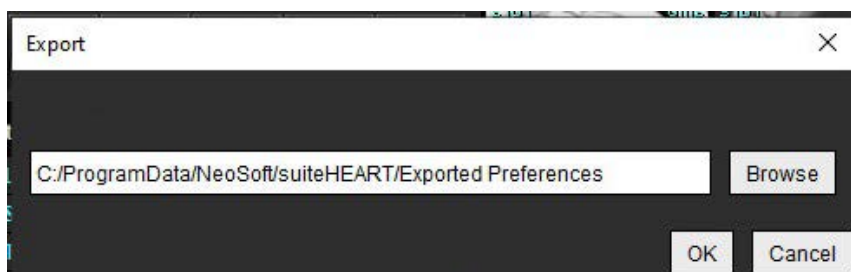 Export
C:/ProgramData/NeoSoft/suiteHEART/Exported Preferences
Browse
OK
Cancel